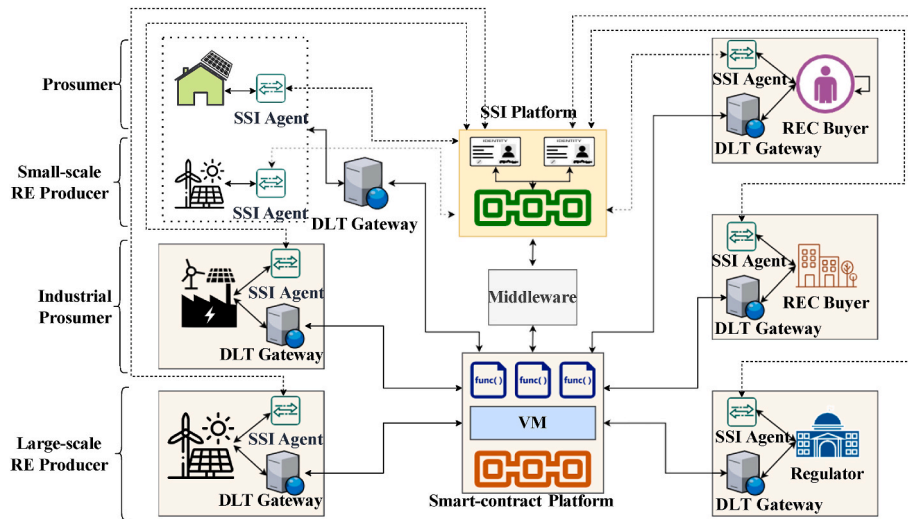 Prosumer
Small-scale
RE Producer
Industrial
Prosumer
Large-scale
RE Producer
SSI Agent
SSI Agent
DLT Gateway
SSI Agent
DLT Gateway
SSI Agent
DLT Gateway
SSI Platform
IDENTITY
IDENTITY
Middleware
func()
func()
func()
VM
Smart-contract Platform
SSI Agent
REC Buyer
DLT Gateway
SSI Agent
REC Buyer
DLT Gateway
SSI Agent
Regulator
DLT Gateway